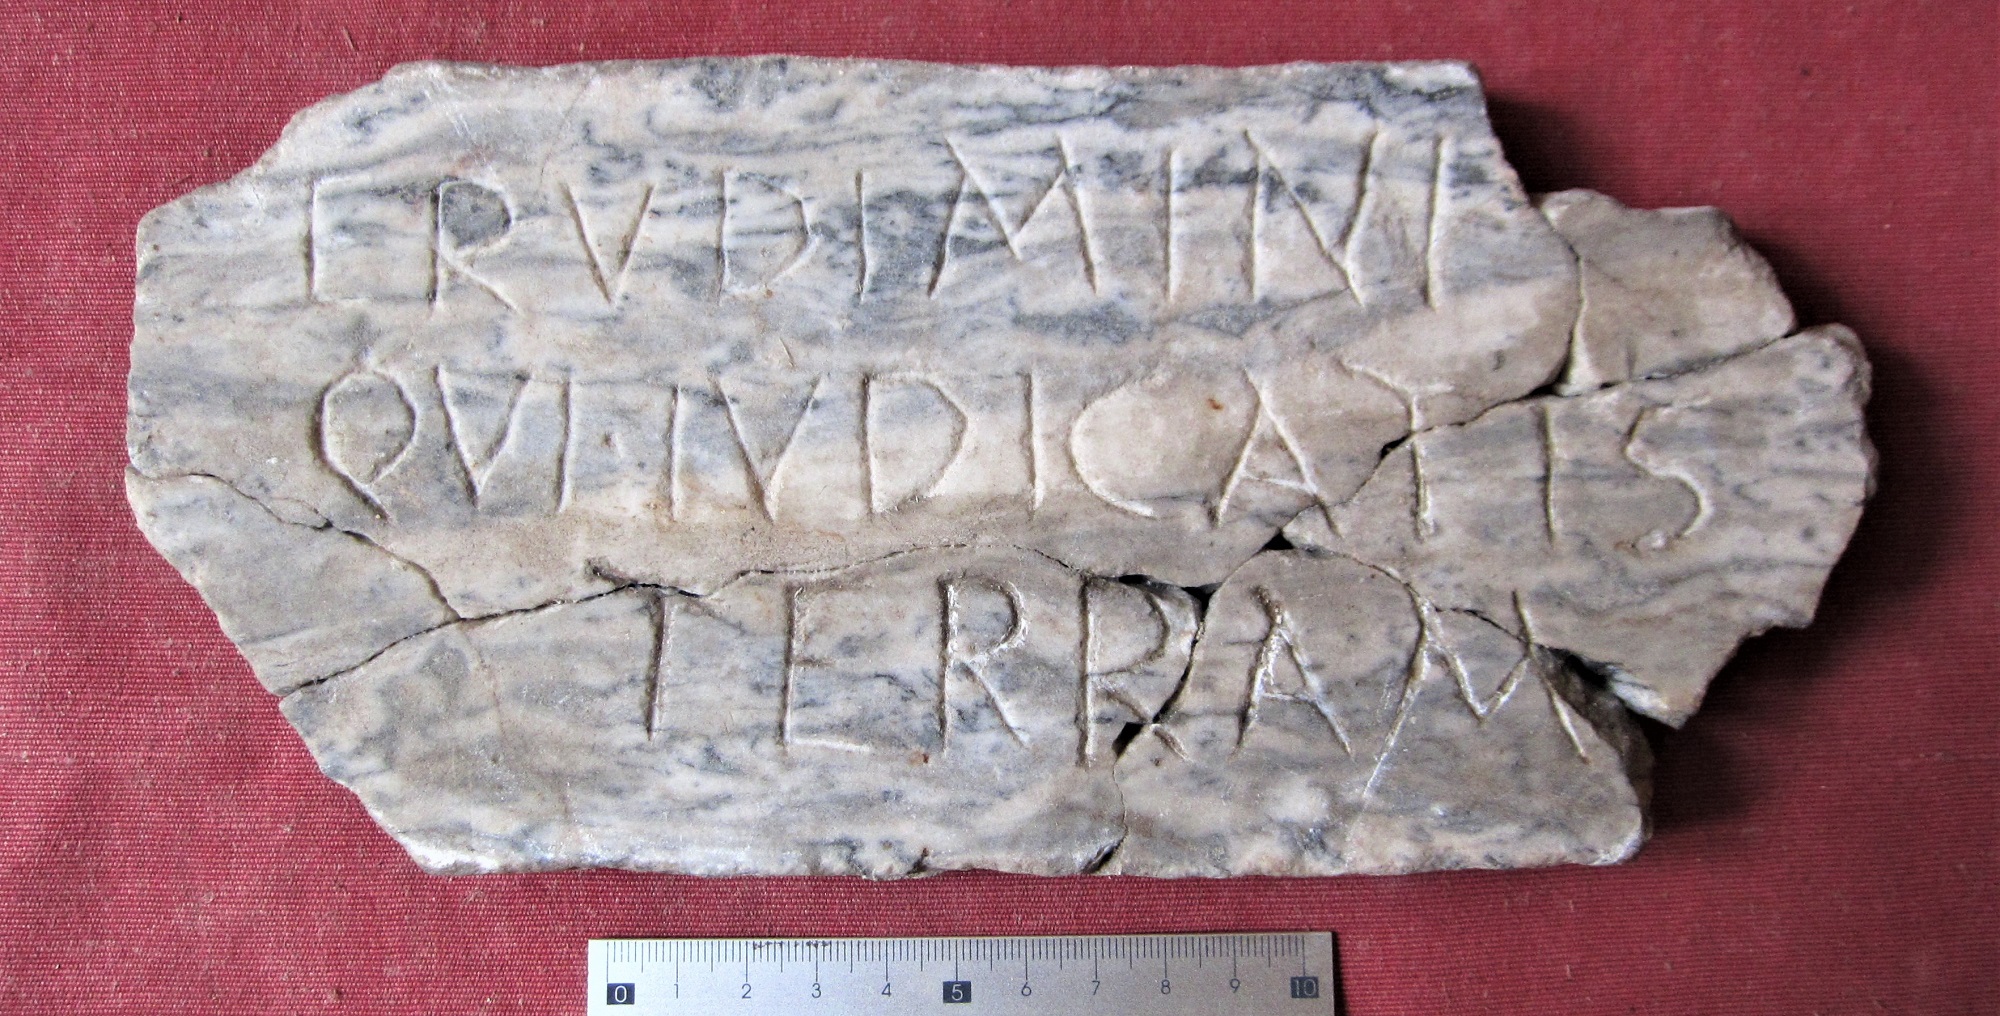 ERVDIMINI
QVI·IVDICATIS
TERRAM
0 1 2 3 4 5 6 7 8 9 10